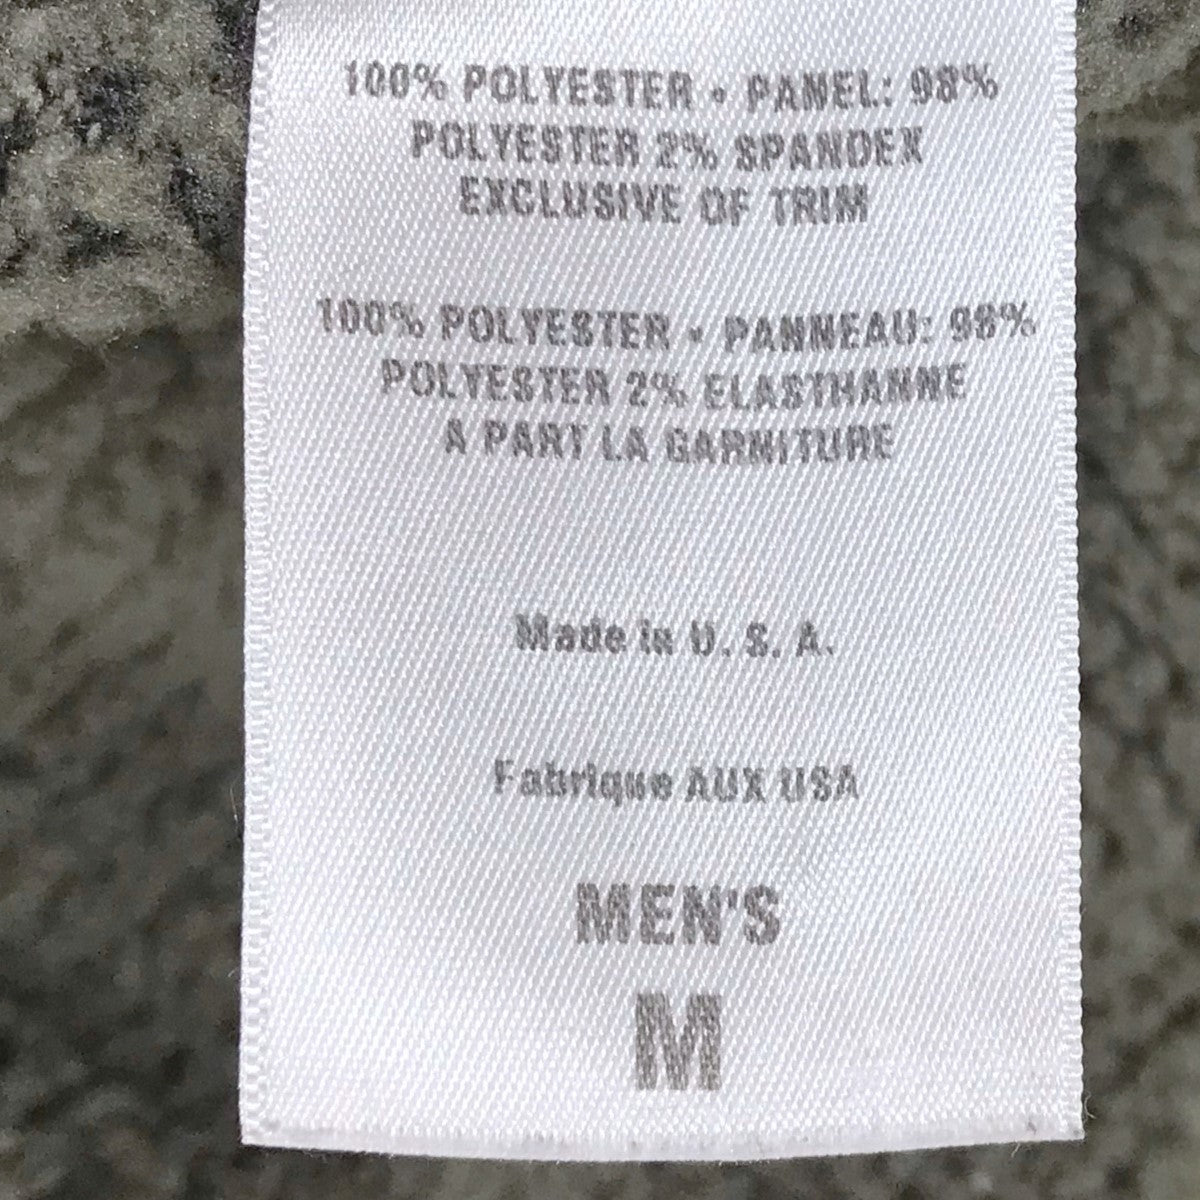 100% POLYESTER • PANEL: 98%
POLYESTER 2% SPANDEX
EXCLUSIVE OF TRIM
100% POLYESTER • PANNEAU: 98%
POLYESTER 2% ELASTHANNE
A PART LA GARNITURE
Made in U. S. A.
Fabrique AUX USA
MEN'S
M